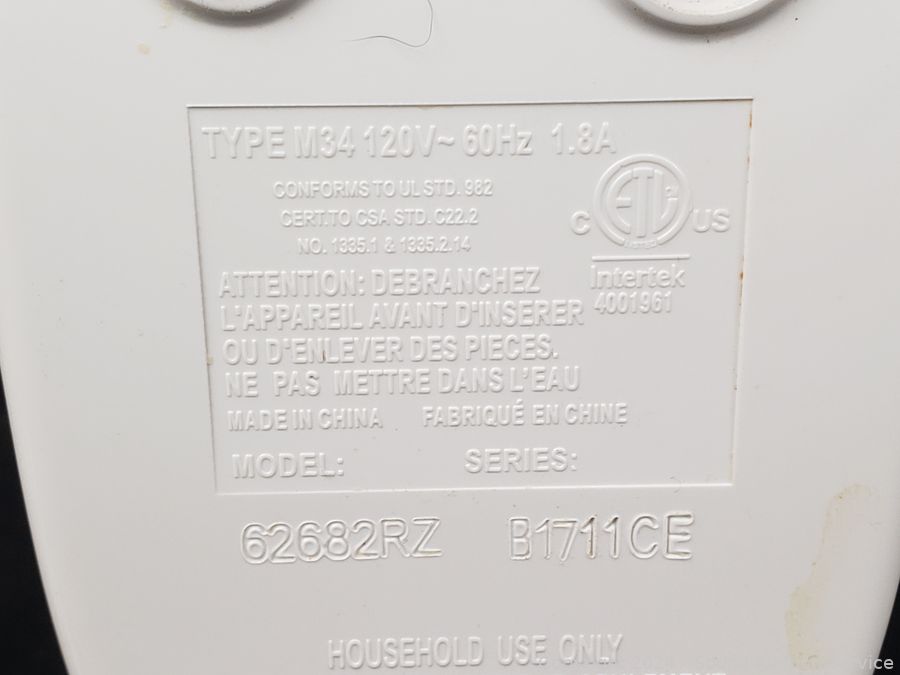 TYPE M34 120V~ 60Hz 1.8A
CONFORMS TO UL STD. 982
CERT.TO CSA STD. C22.2
NO. 1335.1 & 1335.2.14
C ETL US
Intertek
4001961
ATTENTION: DEBRANCHEZ
L'APPAREIL AVANT D'INSERER
OU D'ENLEVER DES PIECES.
NE PAS METTRE DANS L'EAU
MADE IN CHINA FABRIQUÉ EN CHINE
MODEL: SERIES:
62682RZ B1711CE
HOUSEHOLD USE ONLY